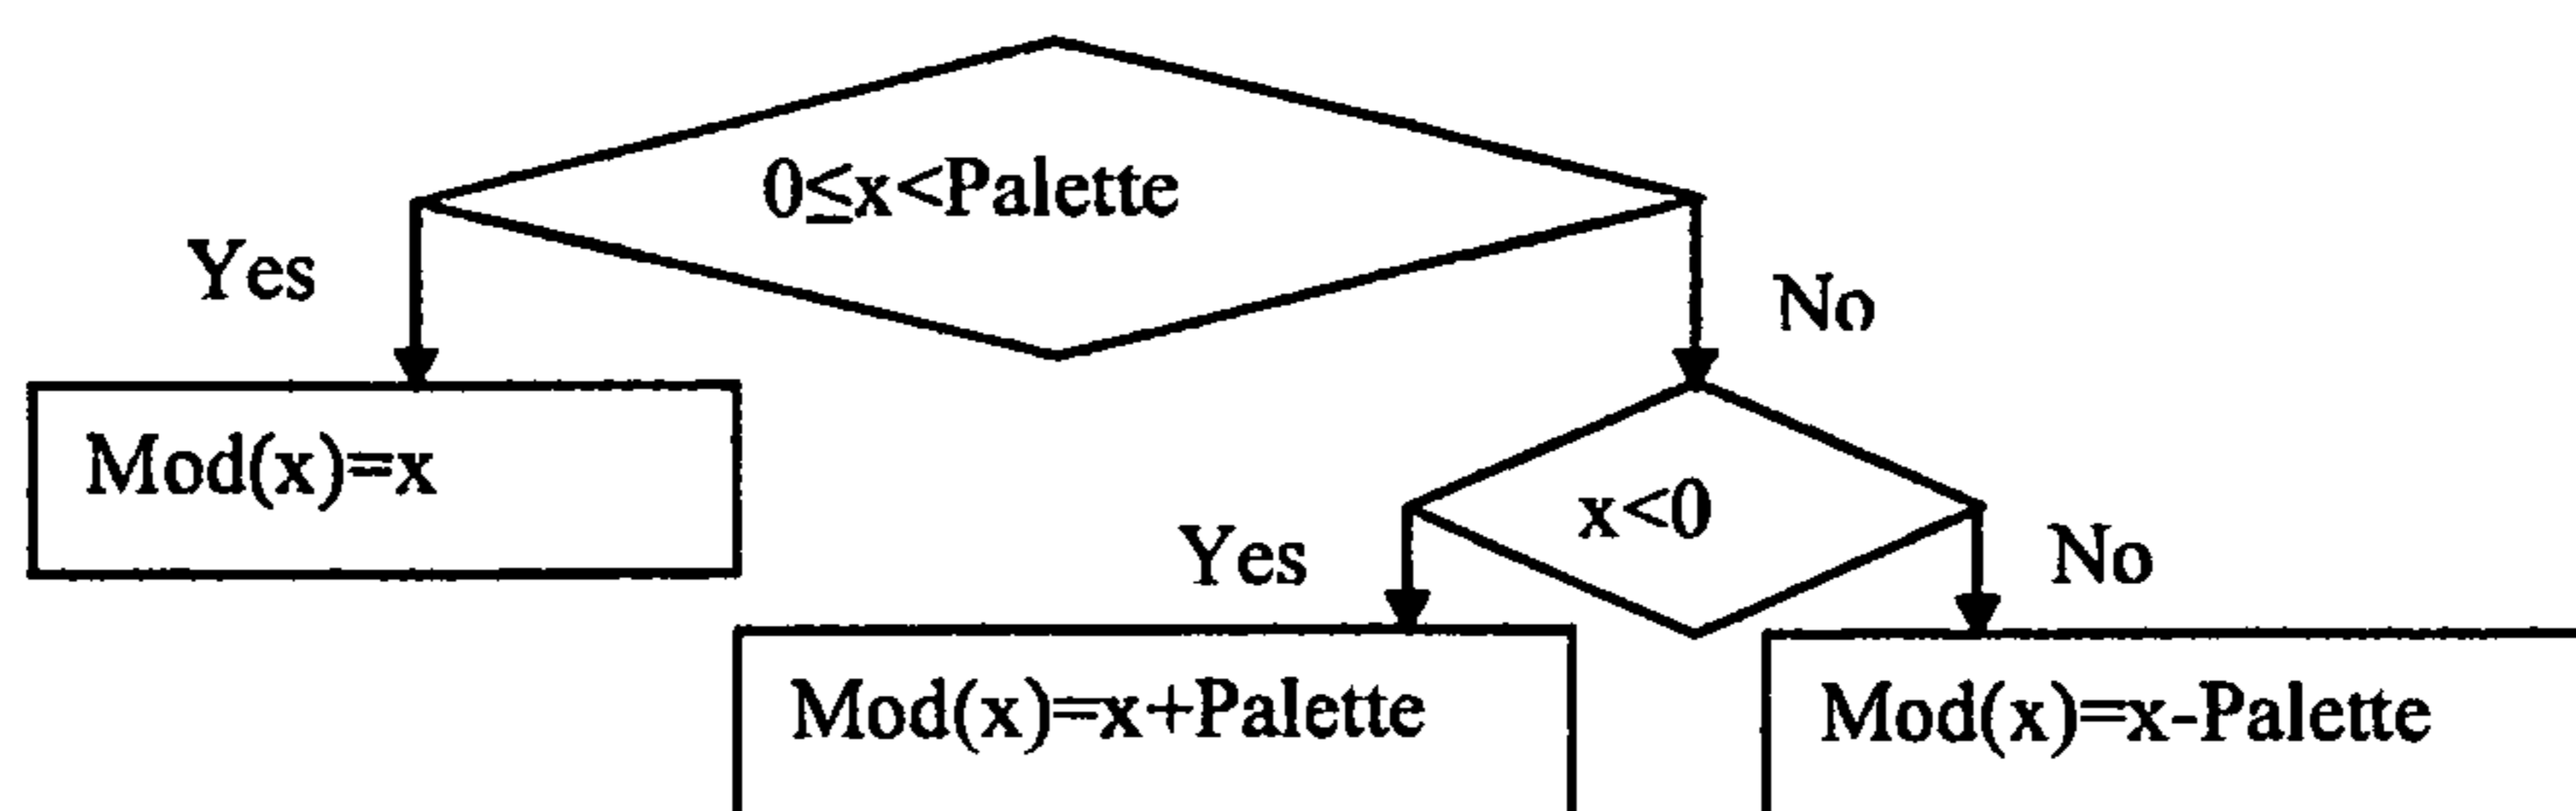 0≤x<Palette
Yes
No
Mod(x)=x
x<0
Yes
No
Mod(x)=x+Palette
Mod(x)=x-Palette